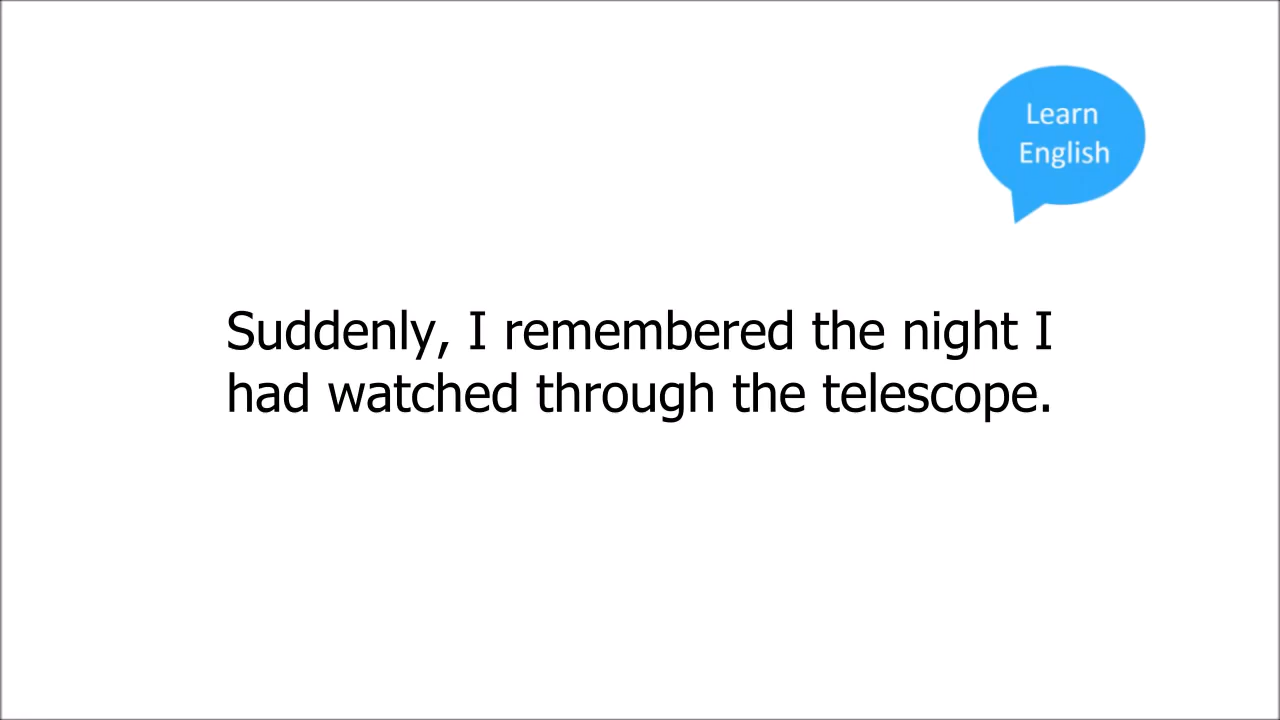 Learn
English
Suddenly, I remembered the night I
had watched through the telescope.